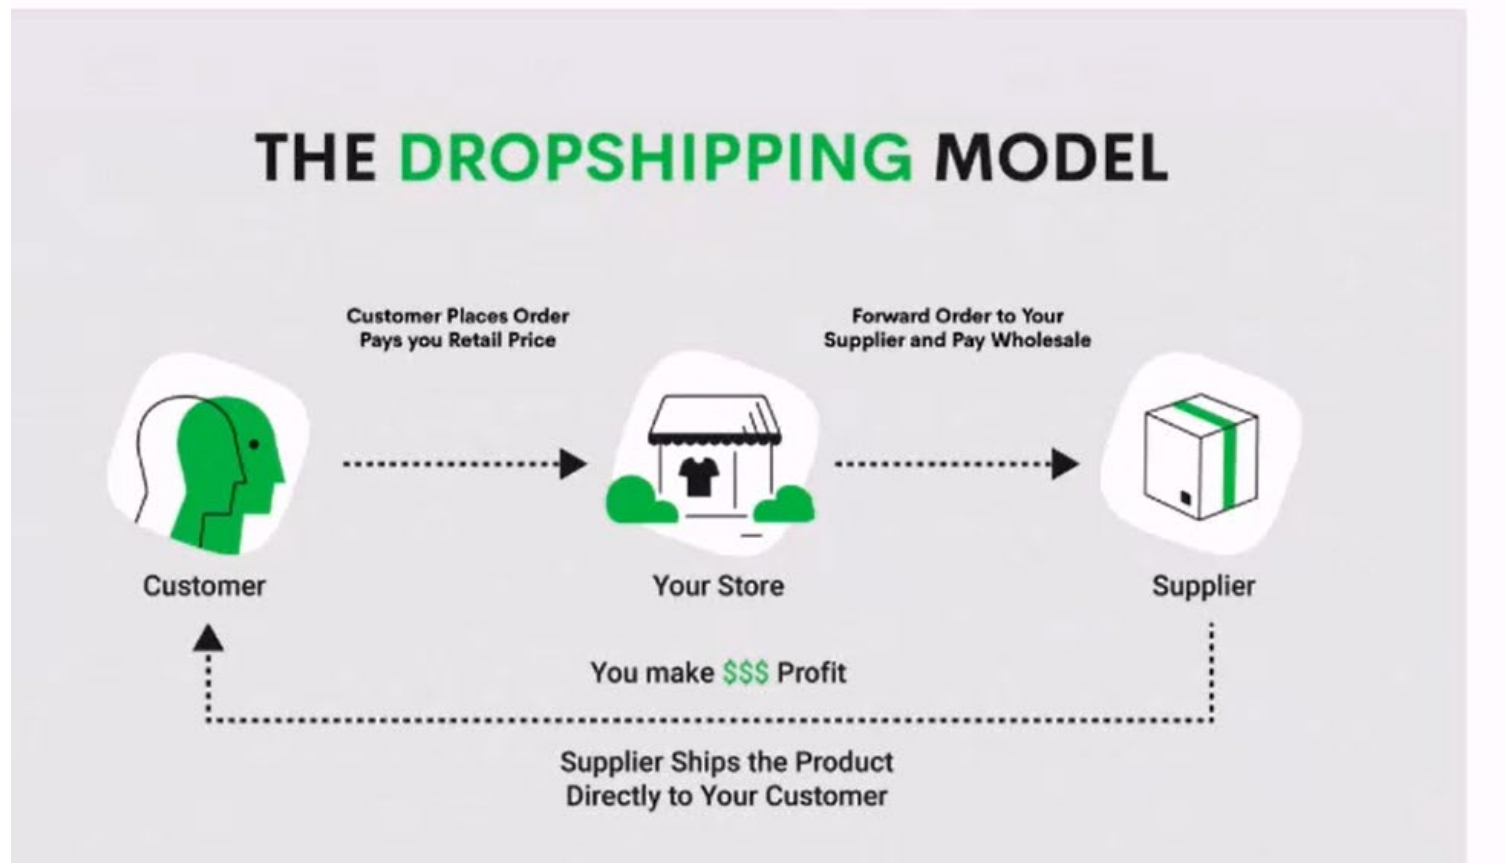 THE DROPSHIPPING MODEL
Customer Places Order
Pays you Retail Price
Forward Order to Your
Supplier and Pay Wholesale
Customer
Your Store
Supplier
You make $$$ Profit
Supplier Ships the Product
Directly to Your Customer